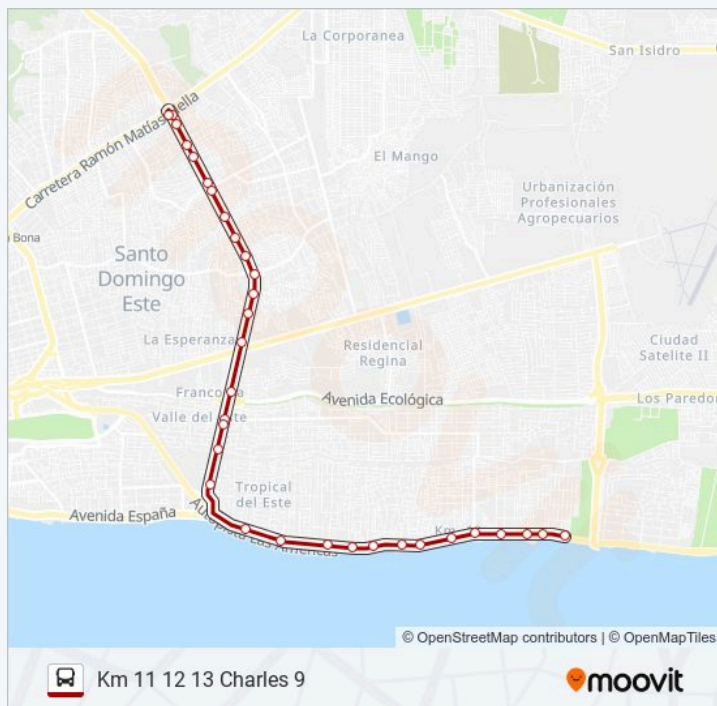 La Corporanea
San Isidro
Carretera Ramón Matías Mella
El Mango
Urbanización
Profesionales
Agropecuarios
Bona
Santo
Domingo
Este
La Esperanza
Residencial
Regina
Ciudad
Satelite II
Avenida Ecológica
Los Paredon
Valle del Este
Tropical
del Este
Avenida España
Autopista Las Américas
© OpenStreetMap contributors | © OpenMapTiles
Km 11 12 13 Charles 9
moovit